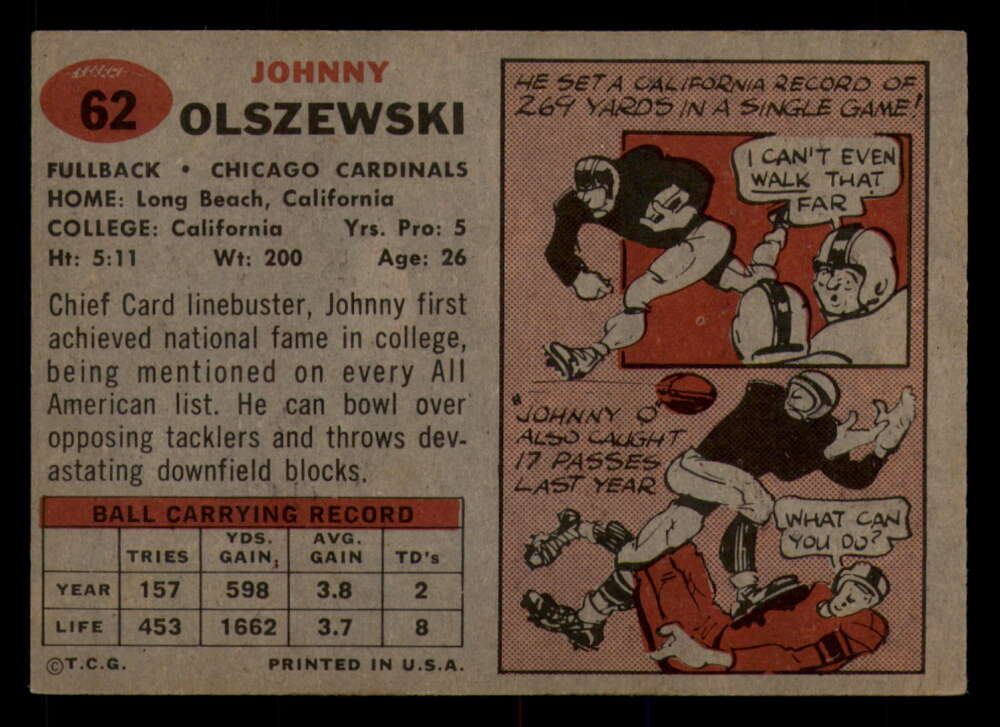 62
JOHNNY
OLSZEWSKI
FULLBACK • CHICAGO CARDINALS
HOME: Long Beach, California
COLLEGE: California Yrs. Pro: 5
Ht: 5:11 Wt: 200 Age: 26
Chief Card linebuster, Johnny first
achieved national fame in college,
being mentioned on every All
American list. He can bowl over
opposing tacklers and throws dev-
astating downfield blocks.
BALL CARRYING RECORD
TRIES YDS. GAIN. AVG. GAIN TD's
YEAR 157 598 3.8 2
LIFE 453 1662 3.7 8
©T.C.G. PRINTED IN U.S.A.
HE SET A CALIFORNIA RECORD OF
269 YARDS IN A SINGLE GAME!
I CAN'T EVEN
WALK THAT
FAR
"JOHNNY O"
ALSO CAUGHT
17 PASSES
LAST YEAR
WHAT CAN
YOU DO?